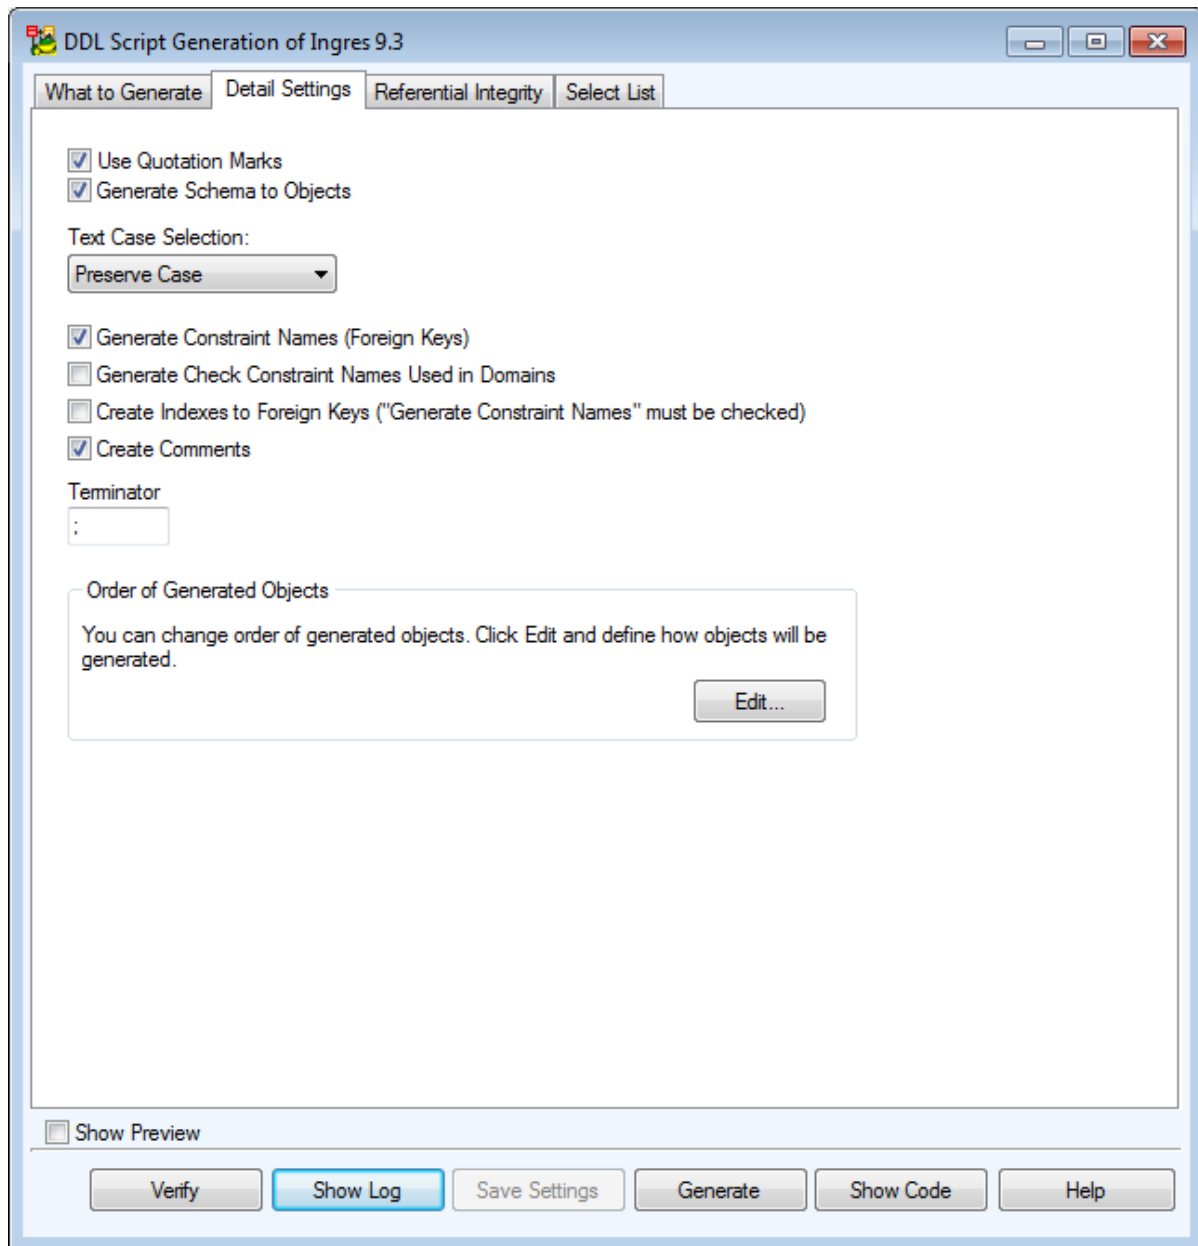 DDL Script Generation of Ingres 9.3
What to Generate Detail Settings Referential Integrity Select List
Use Quotation Marks
Generate Schema to Objects
Text Case Selection:
Preserve Case
Generate Constraint Names (Foreign Keys)
Generate Check Constraint Names Used in Domains
Create Indexes to Foreign Keys ("Generate Constraint Names" must be checked)
Create Comments
Terminator
;
Order of Generated Objects
You can change order of generated objects. Click Edit and define how objects will be
generated.
Edit...
Show Preview
Verify Show Log Save Settings Generate Show Code Help